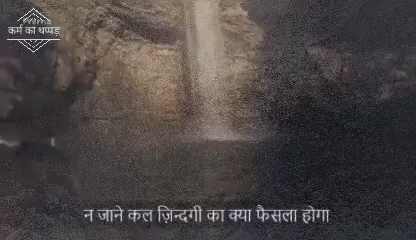 कर्म का थप्पड़
न जाने कल ज़िन्दगी का क्या फैसला होगा